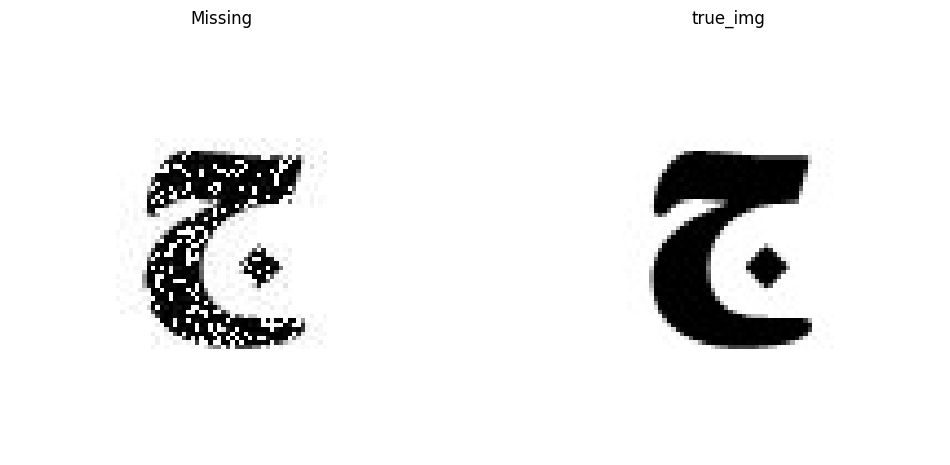 Missing true_img
ج ج